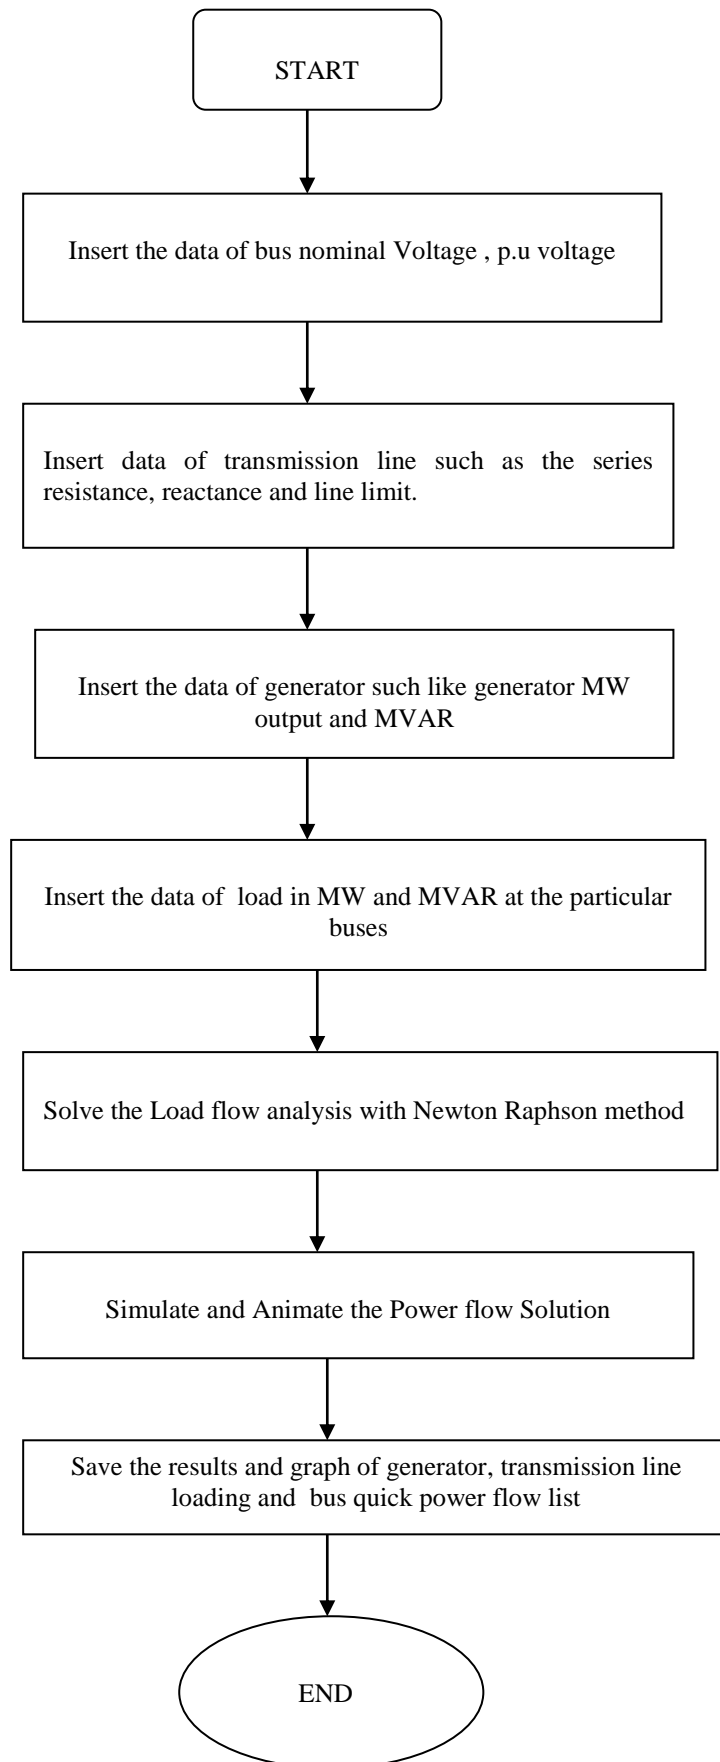 START
Insert the data of bus nominal Voltage , p.u voltage
Insert data of transmission line such as the series
resistance, reactance and line limit.
Insert the data of generator such like generator MW
output and MVAR
Insert the data of  load in MW and MVAR at the particular
buses
Solve the Load flow analysis with Newton Raphson method
Simulate and Animate the Power flow Solution
Save the results and graph of generator, transmission line
loading and  bus quick power flow list
END